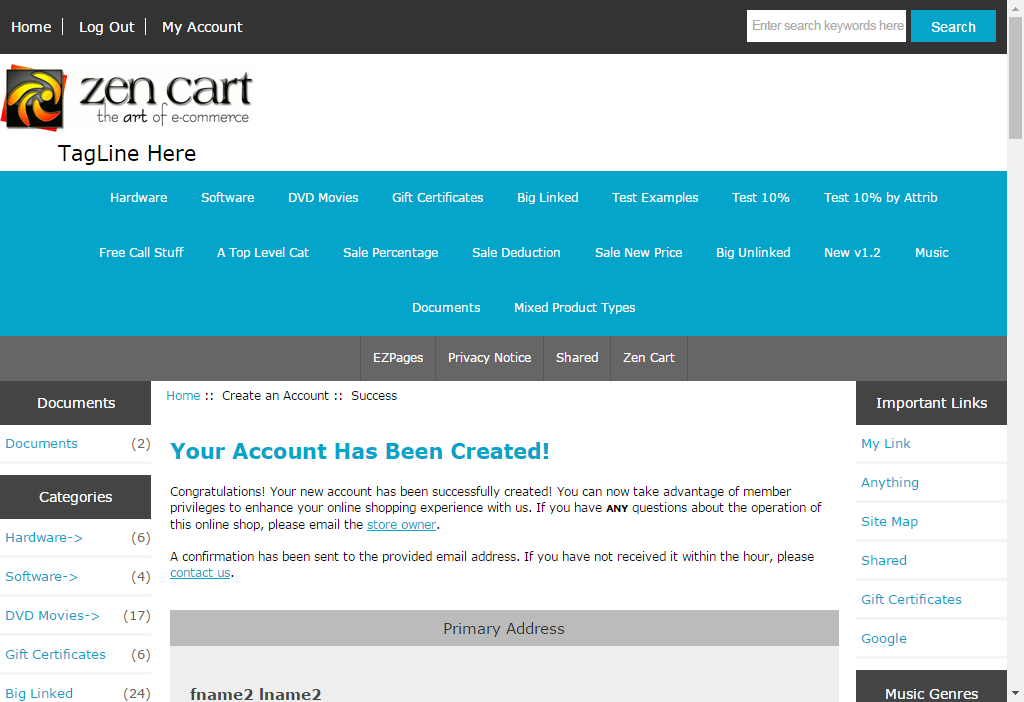 Home
Log Out
My Account
Enter search keywords here
Search
zen cart
the art of e-commerce
TagLine Here
Hardware
Software
DVD Movies
Gift Certificates
Big Linked
Test Examples
Test 10%
Test 10% by Attrib
Free Call Stuff
A Top Level Cat
Sale Percentage
Sale Deduction
Sale New Price
Big Unlinked
New v1.2
Music
Documents
Mixed Product Types
EZPages
Privacy Notice
Shared
Zen Cart
Documents
Documents (2)
Categories
Hardware-> (6)
Software-> (4)
DVD Movies-> (17)
Gift Certificates (6)
Big Linked (24)
Home :: Create an Account :: Success
Your Account Has Been Created!
Congratulations! Your new account has been successfully created! You can now take advantage of member
privileges to enhance your online shopping experience with us. If you have ANY questions about the operation of
this online shop, please email the store owner.
A confirmation has been sent to the provided email address. If you have not received it within the hour, please
contact us.
Primary Address
fname2 lname2
Important Links
My Link
Anything
Site Map
Shared
Gift Certificates
Google
Music Genres